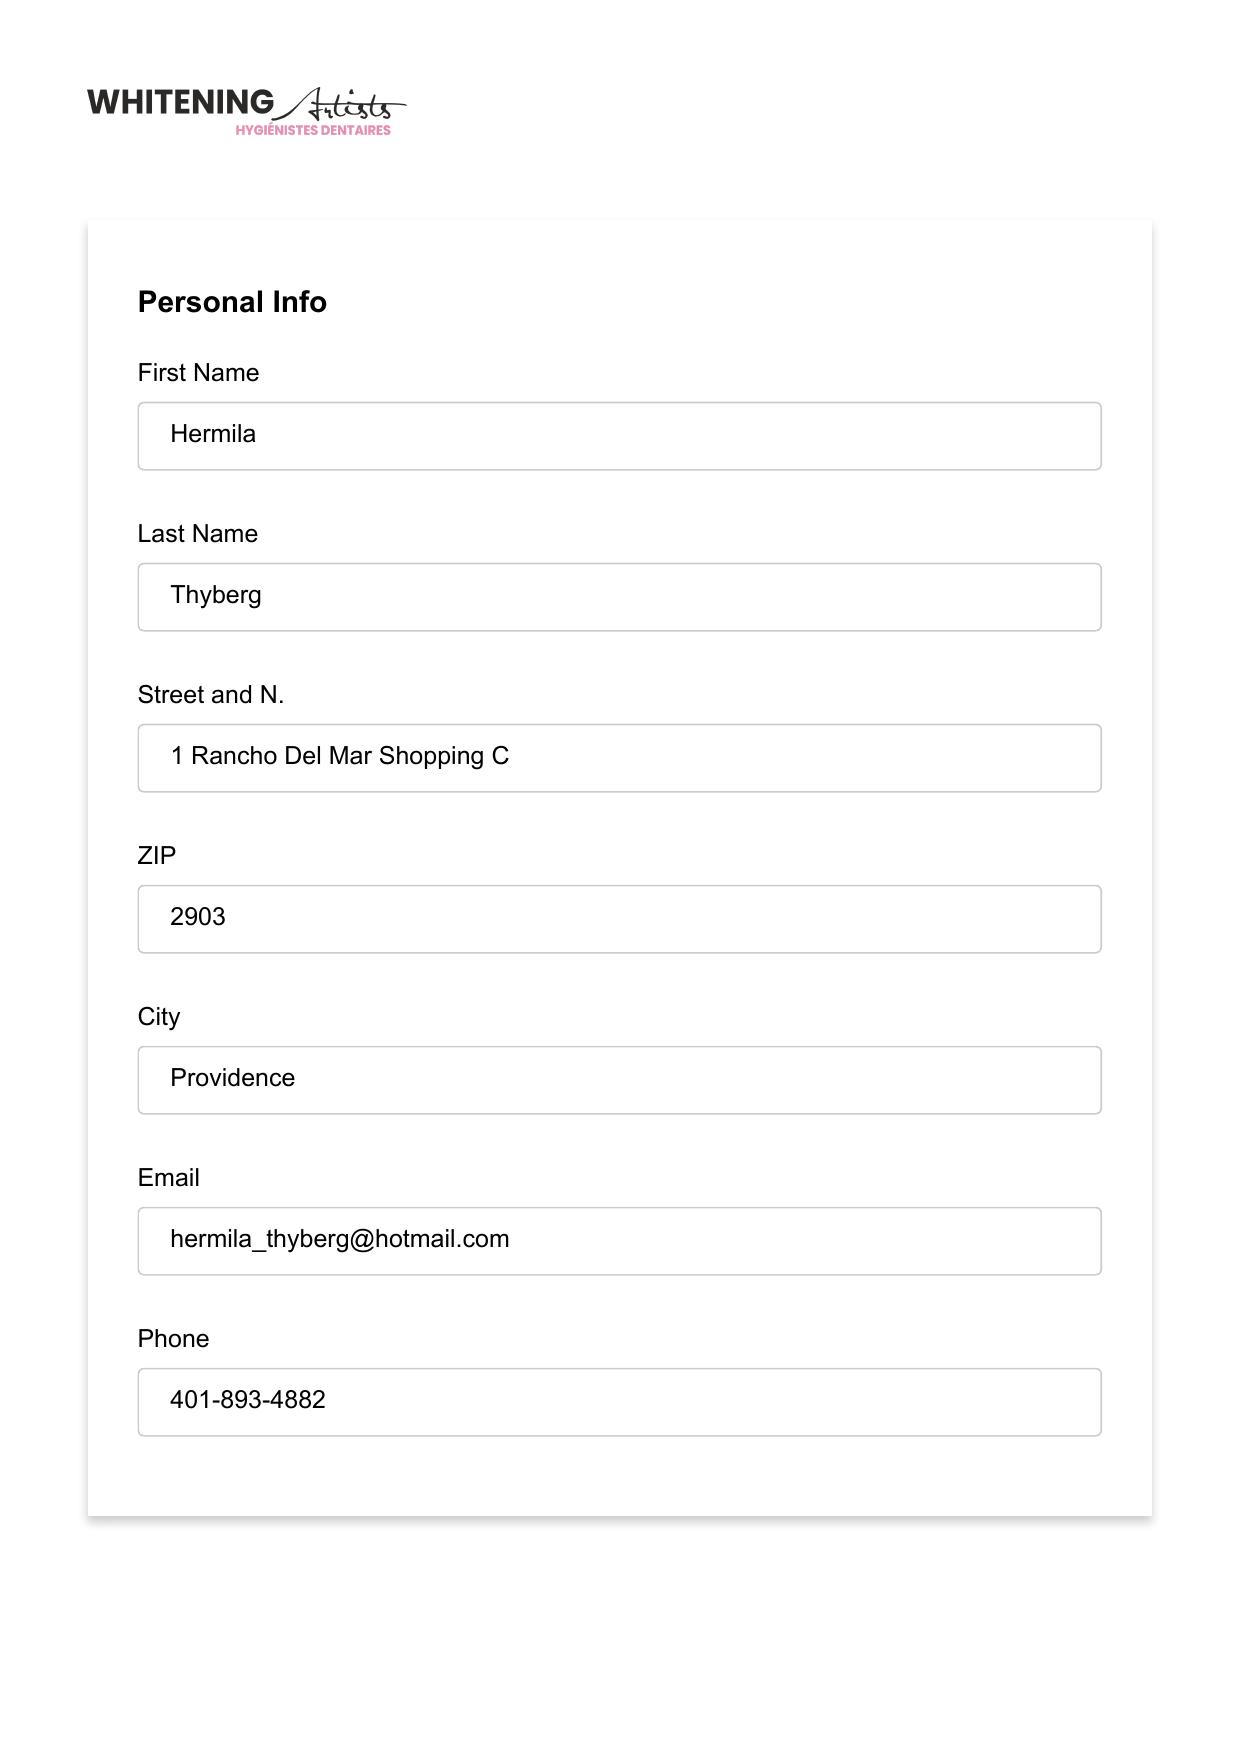 WHITENING Artists
HYGIÉNISTES DENTAIRES
Personal Info
First Name
Hermila
Last Name
Thyberg
Street and N.
1 Rancho Del Mar Shopping C
ZIP
2903
City
Providence
Email
hermila_thyberg@hotmail.com
Phone
401-893-4882